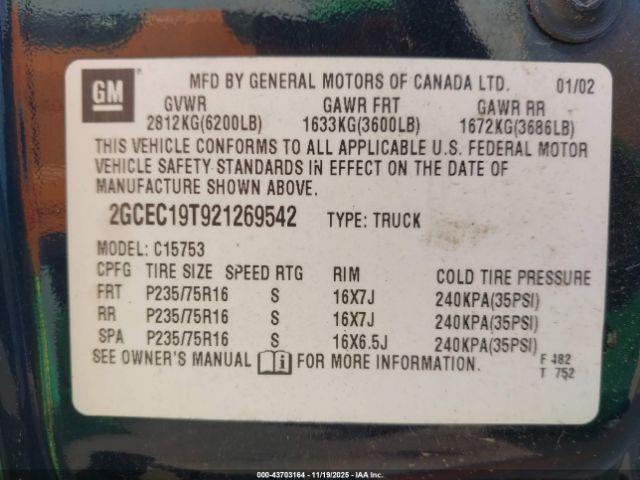 GM
MFD BY GENERAL MOTORS OF CANADA LTD. 01/02
GVWR GAWR FRT GAWR RR
2812KG(6200LB) 1633KG(3600LB) 1672KG(3686LB)
THIS VEHICLE CONFORMS TO ALL APPLICABLE U.S. FEDERAL MOTOR
VEHICLE SAFETY STANDARDS IN EFFECT ON THE DATE OF
MANUFACTURE SHOWN ABOVE.
2GCEC19T921269542 TYPE: TRUCK
MODEL: C15753
CPFG TIRE SIZE SPEED RTG RIM COLD TIRE PRESSURE
FRT P235/75R16 S 16X7J 240KPA(35PSI)
RR P235/75R16 S 16X7J 240KPA(35PSI)
SPA P235/75R16 S 16X6.5J 240KPA(35PSI)
SEE OWNER'S MANUAL FOR MORE INFORMATION.
F 482
T 752
000-43703164 - 11/19/2025 - IAA Inc.